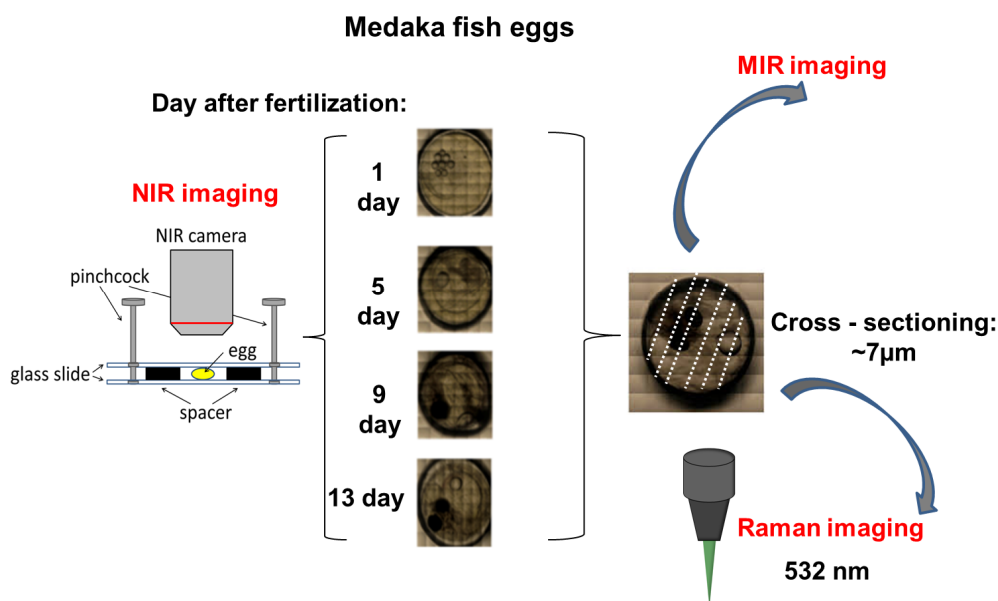 Medaka fish eggs
MIR imaging
Day after fertilization:
1
day
NIR imaging
NIR camera
pinchcock
5
day
egg
glass slide
spacer
Cross - sectioning:
~7µm
9
day
13 day
Raman imaging
532 nm